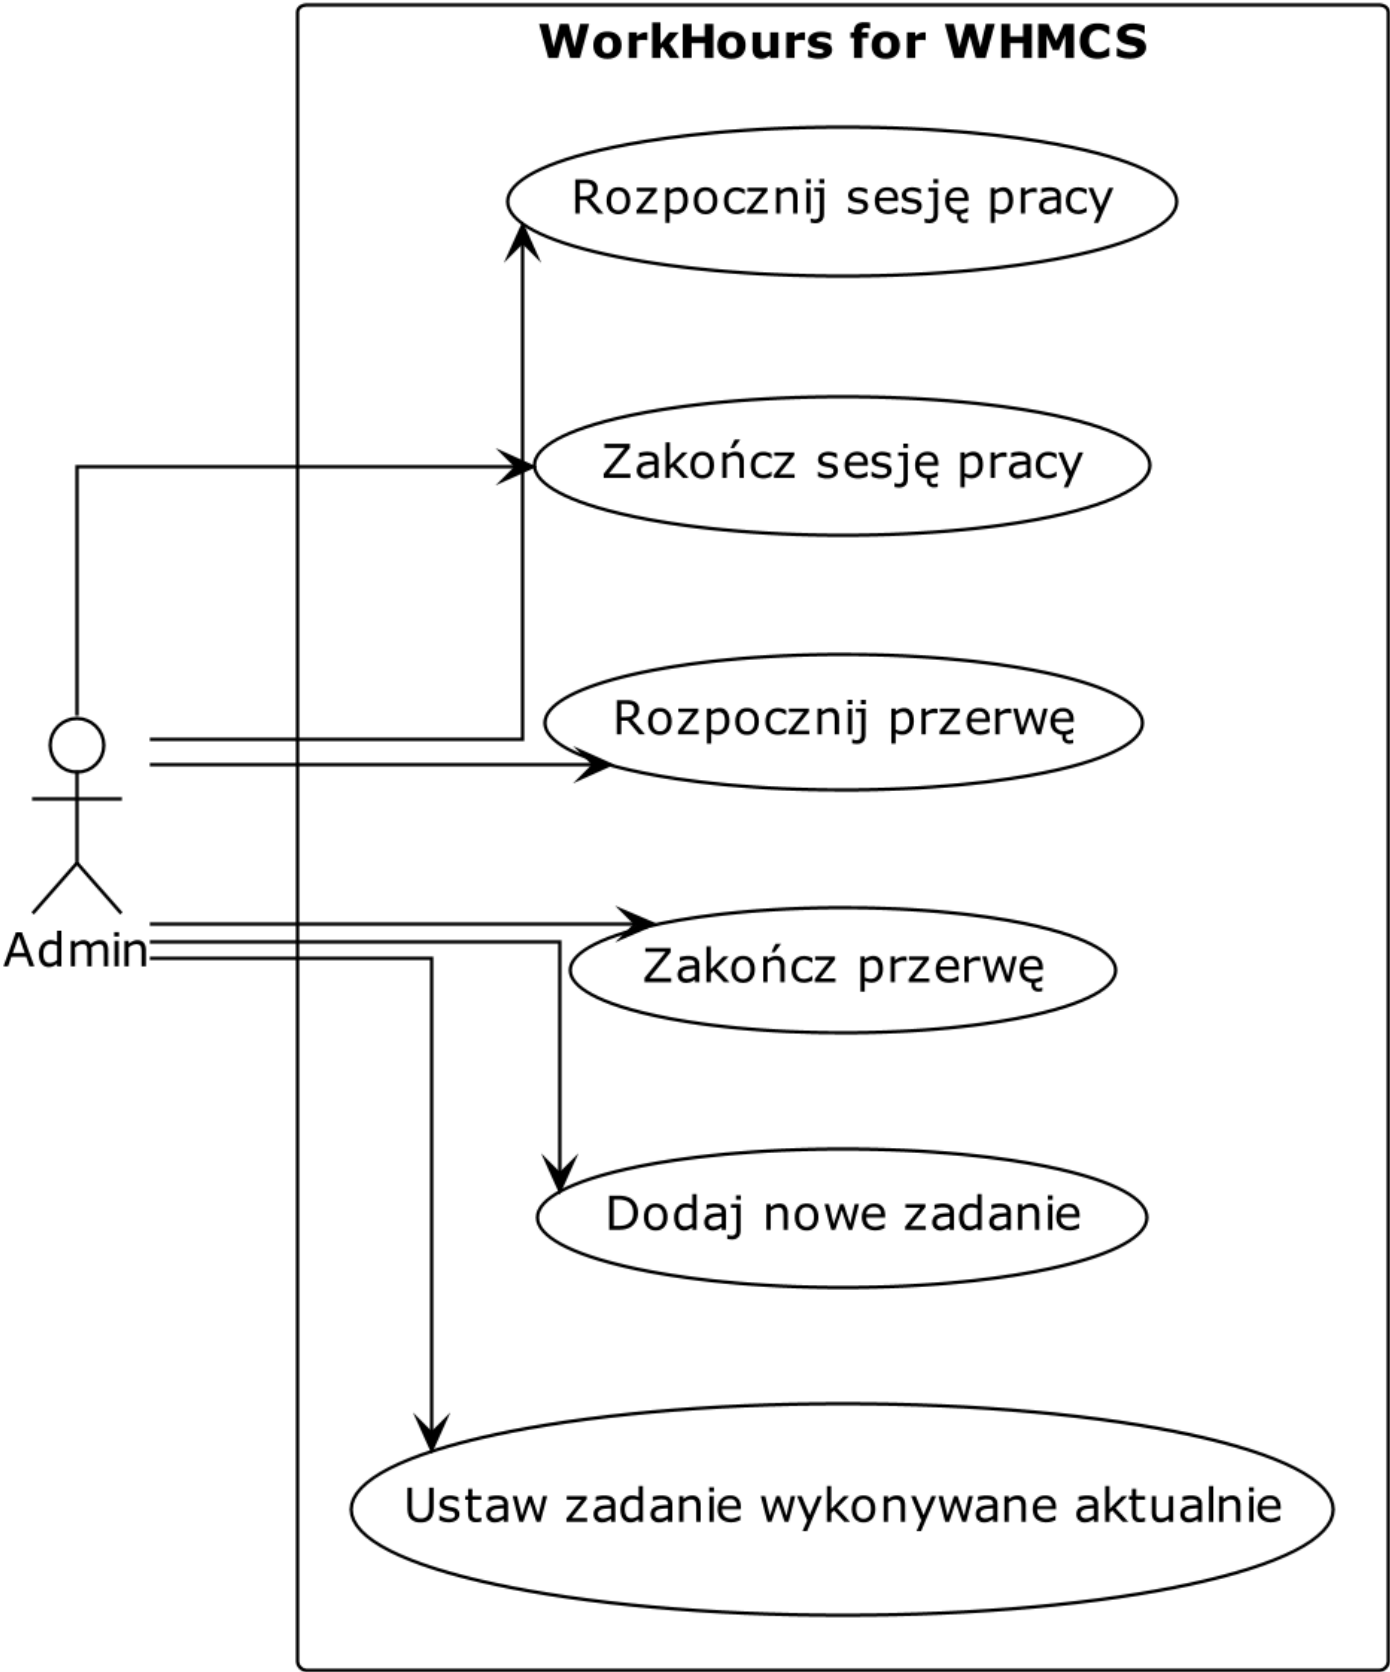 WorkHours for WHMCS
Rozpocznij sesję pracy
Zakończ sesję pracy
Rozpocznij przerwę
Zakończ przerwę
Admin
Dodaj nowe zadanie
Ustaw zadanie wykonywane aktualnie